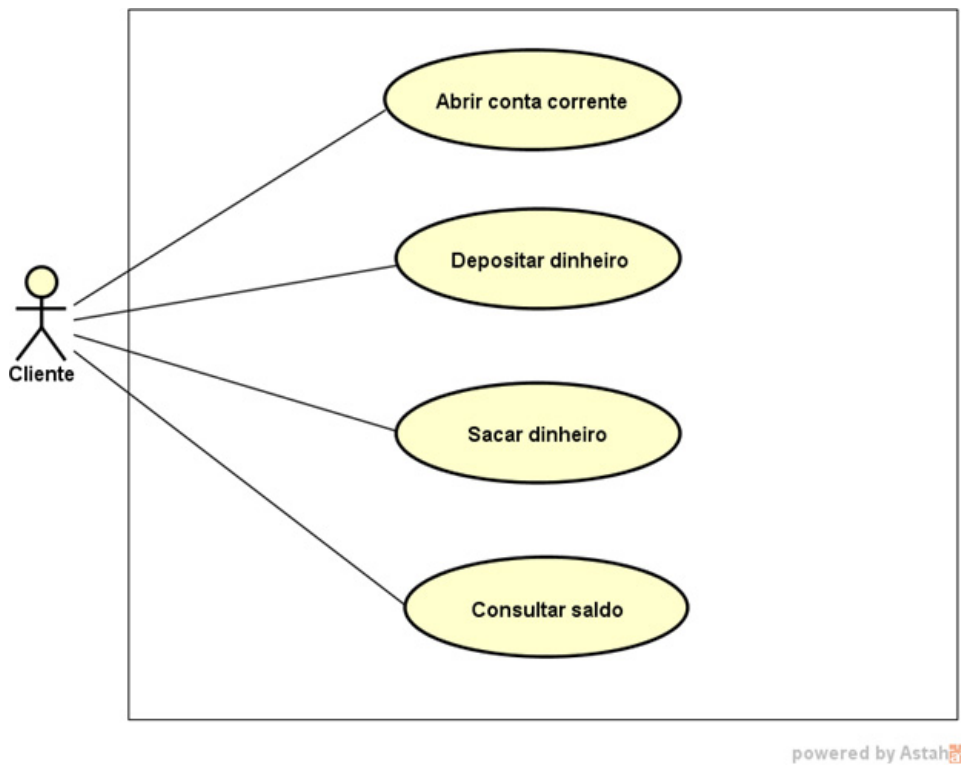 Abrir conta corrente
Depositar dinheiro
Cliente
Sacar dinheiro
Consultar saldo
powered by Astah